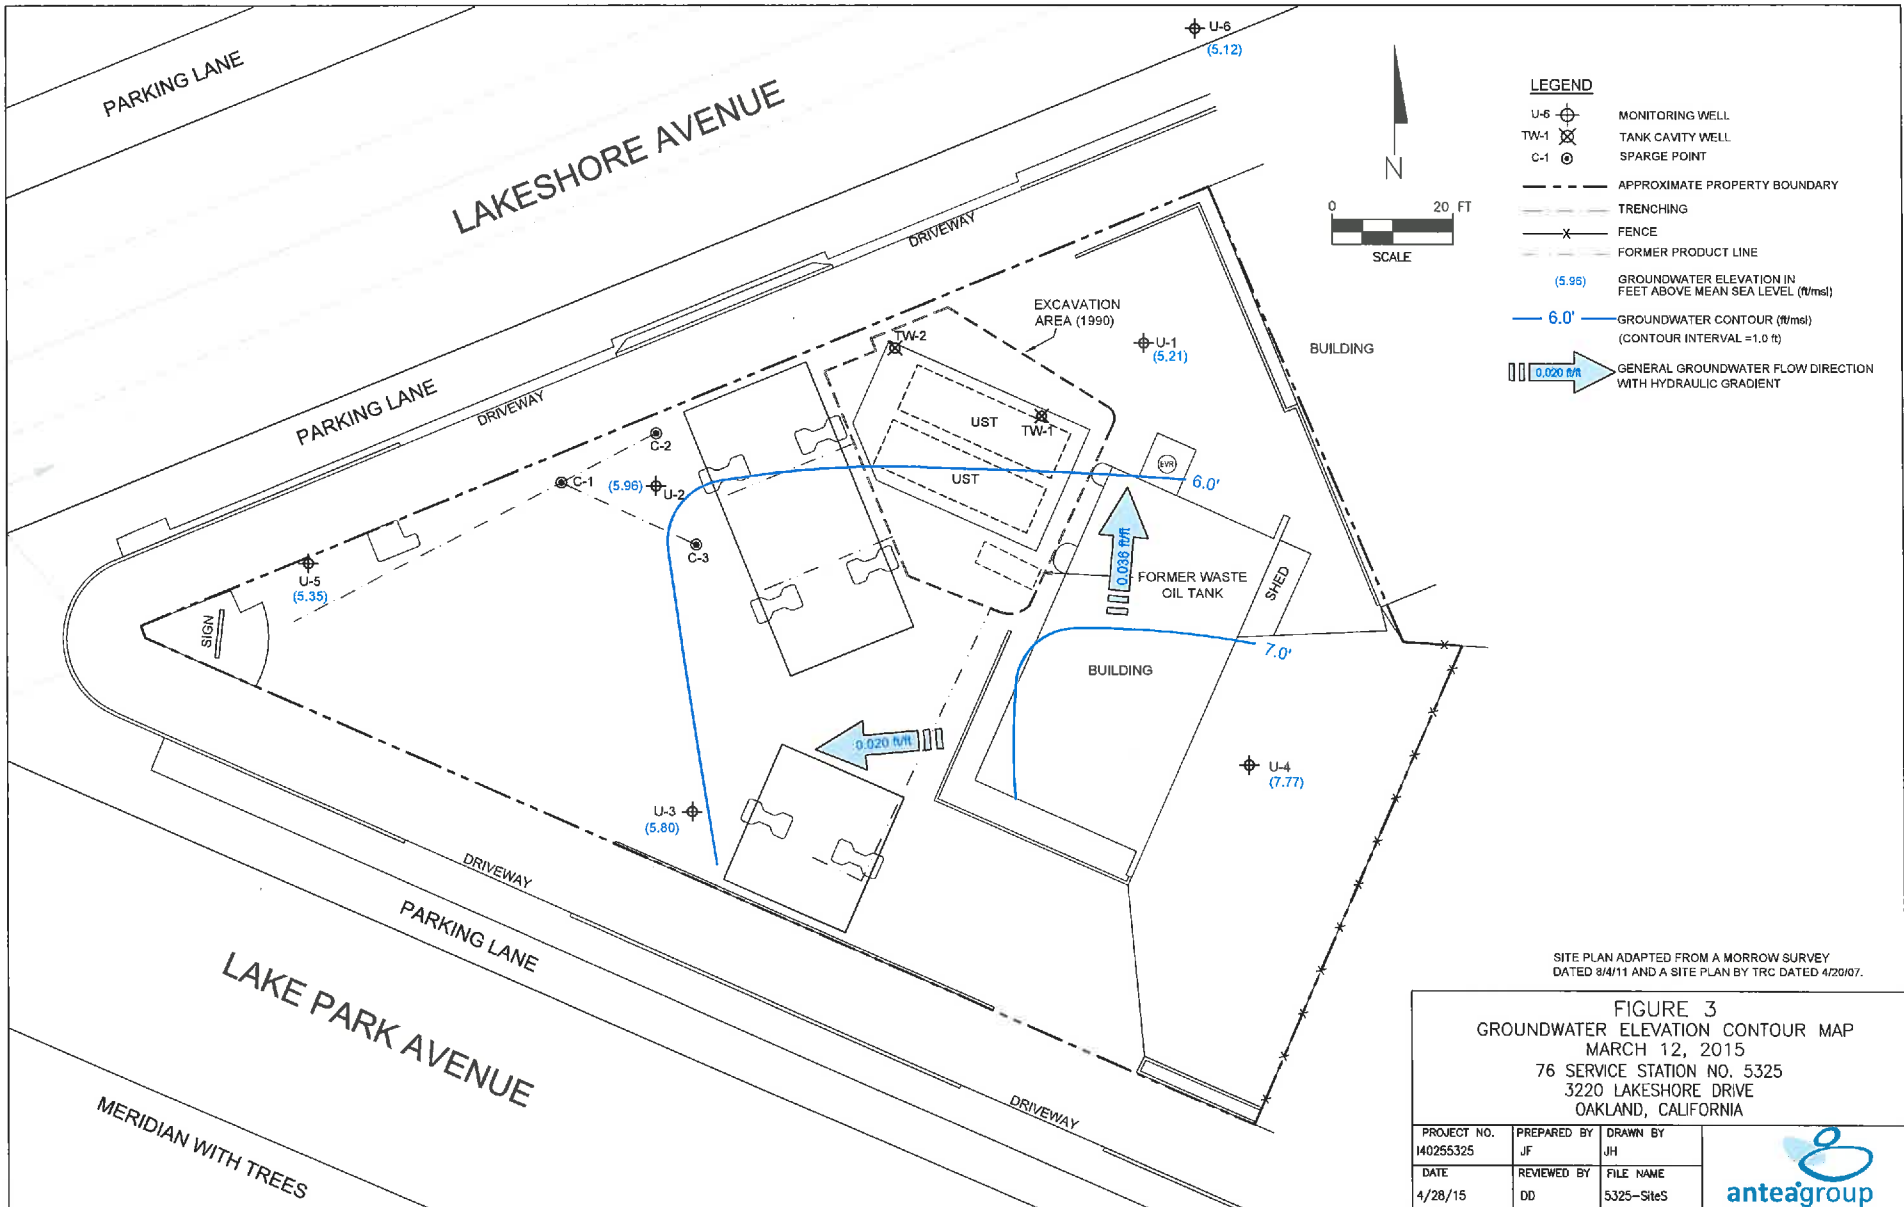 PARKING LANE
LAKESHORE AVENUE
U-6
(5.12)
N
0 20 FT
SCALE
LEGEND
U-6 MONITORING WELL
TW-1 TANK CAVITY WELL
C-1 SPARGE POINT
APPROXIMATE PROPERTY BOUNDARY
TRENCHING
X FENCE
FORMER PRODUCT LINE
(5.96) GROUNDWATER ELEVATION IN
FEET ABOVE MEAN SEA LEVEL (ft/msl)
6.0' GROUNDWATER CONTOUR (ft/msl)
(CONTOUR INTERVAL =1.0 ft)
0.020 ft/ft GENERAL GROUNDWATER FLOW DIRECTION
WITH HYDRAULIC GRADIENT
DRIVEWAY
EXCAVATION
AREA (1990)
TW-2
U-1
(5.21)
BUILDING
PARKING LANE
DRIVEWAY
UST
TW-1
C-2
C-1
(5.96)
U-2
UST
EVR
6.0'
C-3
0.036 ft/ft
U-5
(5.35)
FORMER WASTE
OIL TANK
SHED
SIGN
7.0'
BUILDING
0.020 ft/ft
U-4
(7.77)
U-3
(5.80)
DRIVEWAY
PARKING LANE
LAKE PARK AVENUE
DRIVEWAY
MERIDIAN WITH TREES
SITE PLAN ADAPTED FROM A MORROW SURVEY
DATED 8/4/11 AND A SITE PLAN BY TRC DATED 4/20/07.
FIGURE 3
GROUNDWATER ELEVATION CONTOUR MAP
MARCH 12, 2015
76 SERVICE STATION NO. 5325
3220 LAKESHORE DRIVE
OAKLAND, CALIFORNIA
PROJECT NO. PREPARED BY DRAWN BY
I40255325 JF JH
DATE REVIEWED BY FILE NAME
4/28/15 DD 5325-SiteS
anteagroup